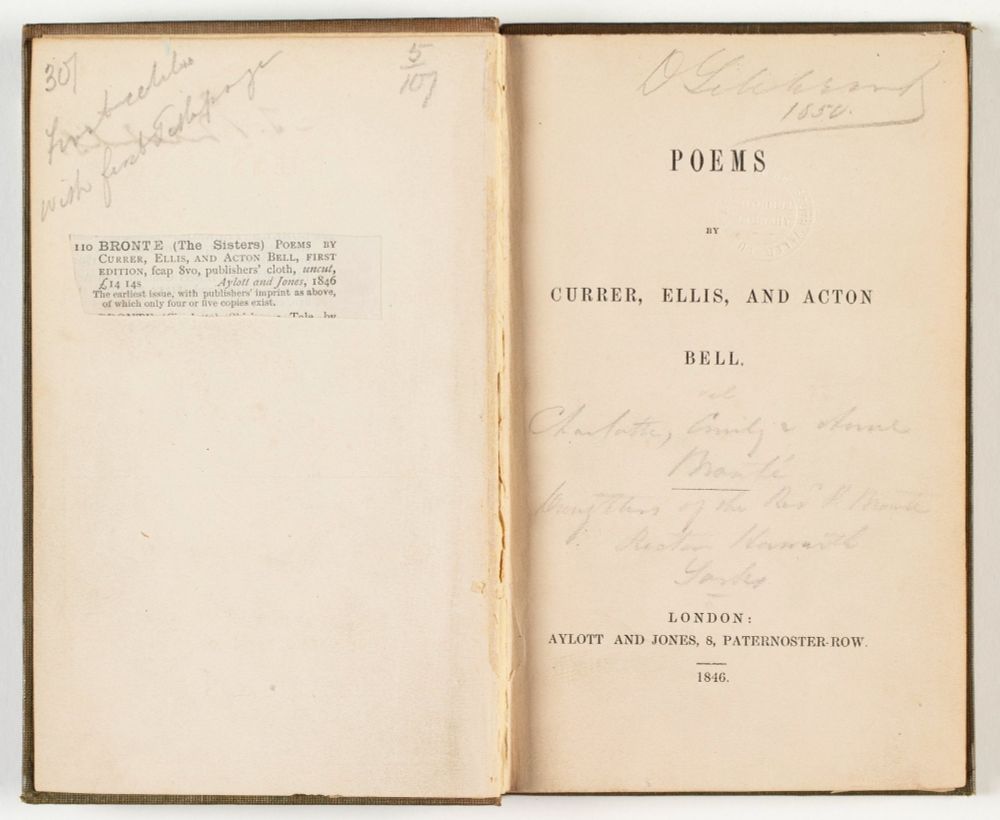 30/
5
10/
First edition
with first Title page
110 BRONTE (The Sisters) POEMS BY
CURRER, ELLIS, AND ACTON BELL, FIRST
EDITION, fcap 8vo, publishers' cloth, uncut,
£14 14s Aylott and Jones, 1846
The earliest issue, with publishers' imprint as above,
of which only four or five copies exist.
1850.
POEMS
BY
CURRER, ELLIS, AND ACTON
BELL.
Charlotte, Emily & Anne
Brontë
Daughters of the Revd P. Bronte
Rector Haworth
Yorks
LONDON:
AYLOTT AND JONES, 8, PATERNOSTER-ROW.
1846.